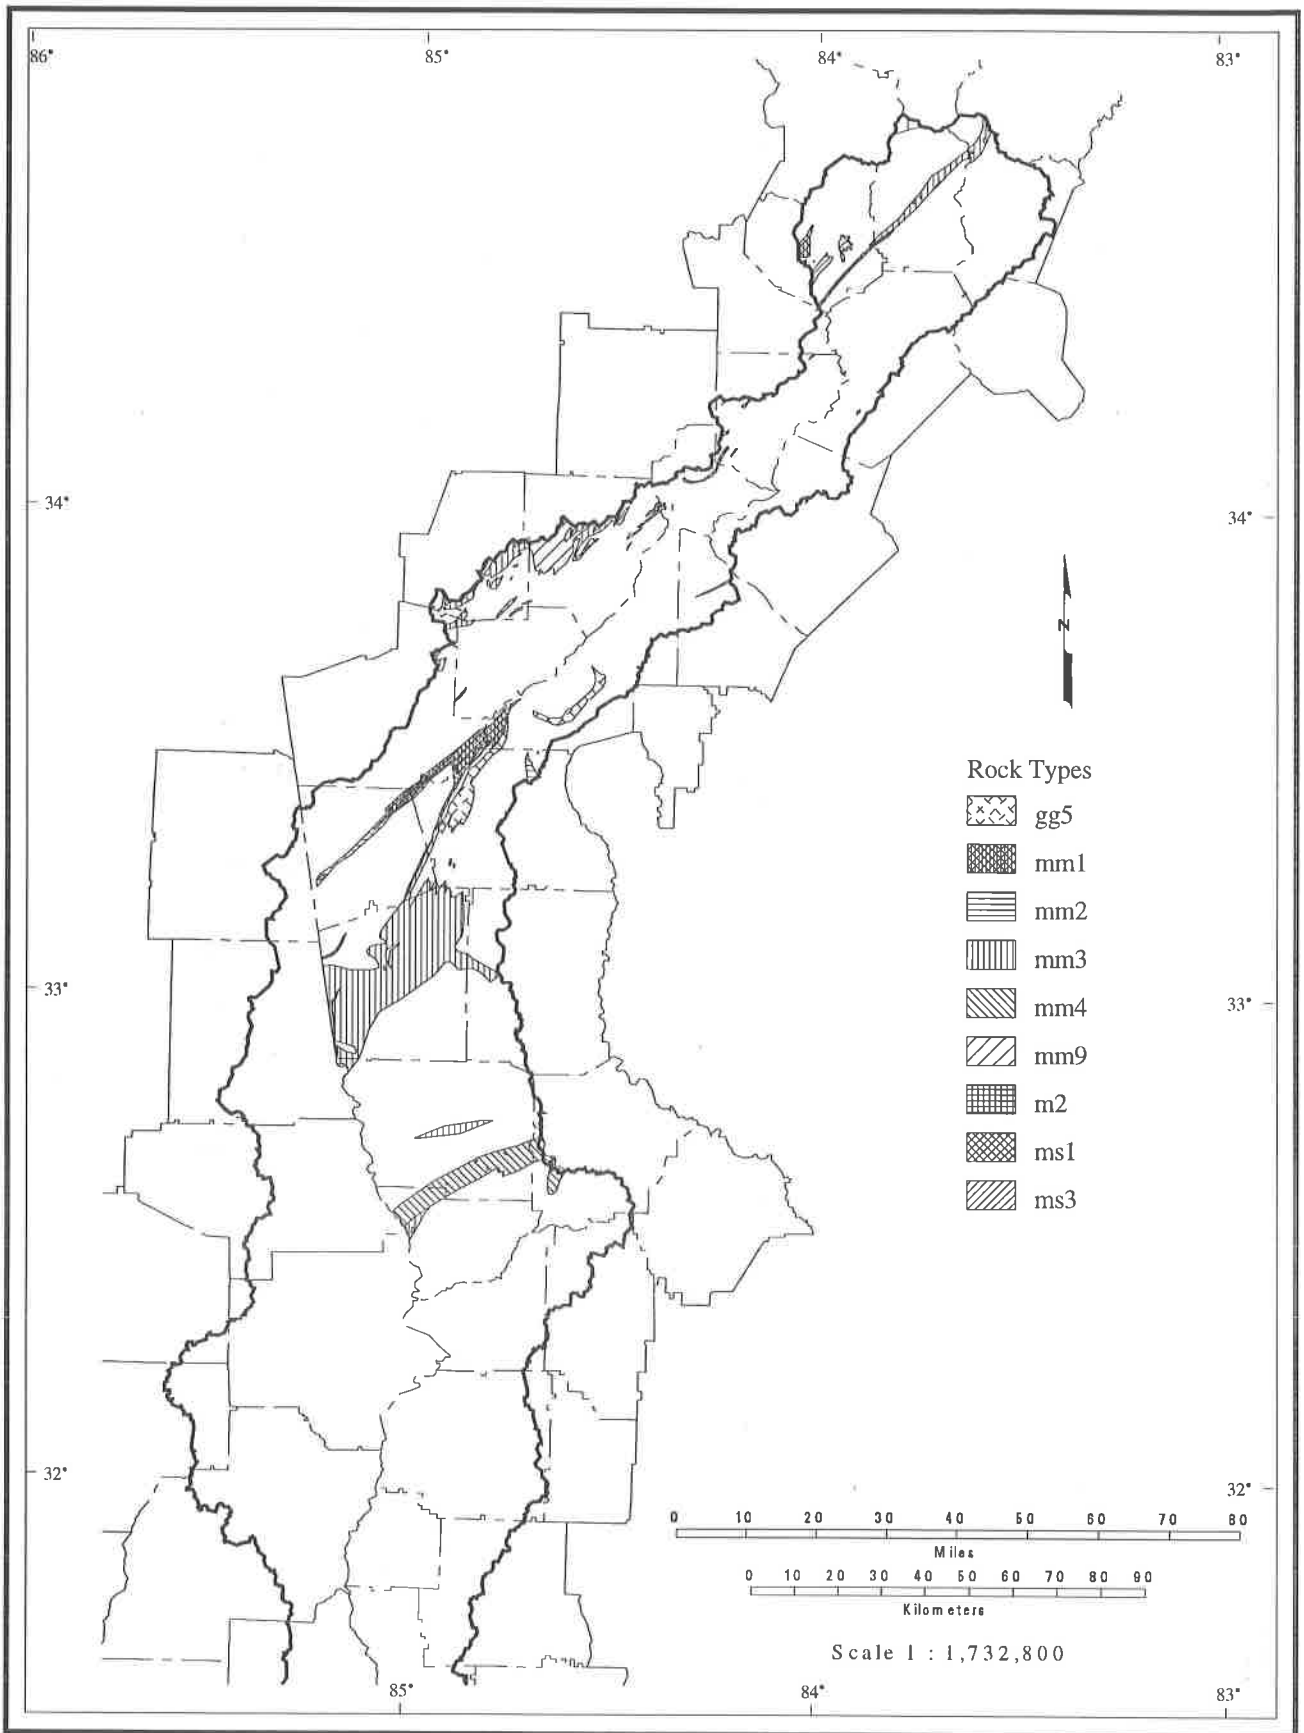 86° 85° 84° 83°
34° 34°
N
Rock Types
gg5
mm1
mm2
mm3
mm4
mm9
m2
ms1
ms3
33° 33°
32° 32°
0 10 20 30 40 50 60 70 80
Miles
0 10 20 30 40 50 60 70 80 90
Kilometers
Scale 1 : 1,732,800
85° 84° 83°